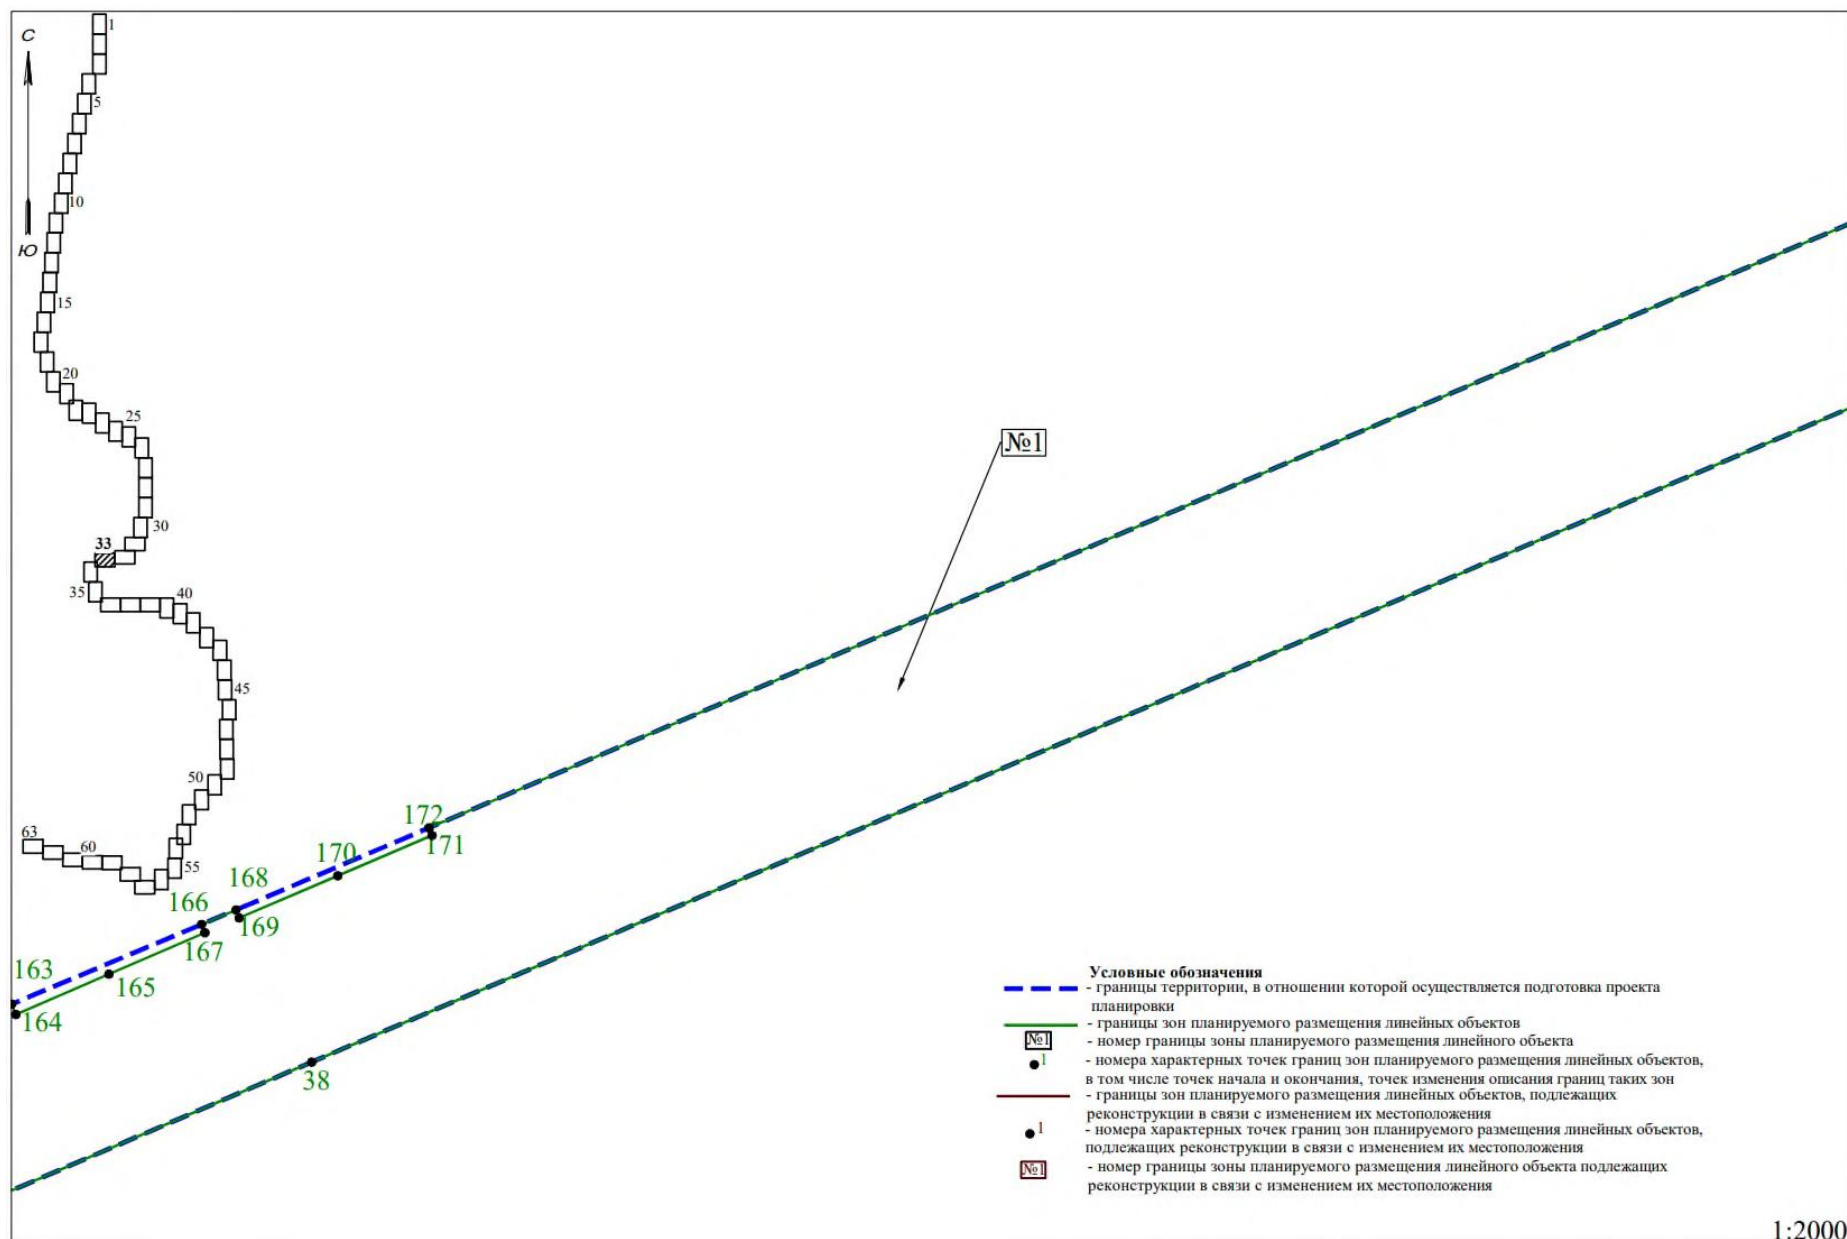 С
Ю
1
5
10
15
20
25
30
33
35
40
45
50
55
60
63
№1
172
171
170
168
169
166
167
163
165
164
38
Условные обозначения
- границы территории, в отношении которой осуществляется подготовка проекта
планировки
- границы зон планируемого размещения линейных объектов
№1 - номер границы зоны планируемого размещения линейного объекта
1 - номера характерных точек границ зон планируемого размещения линейных объектов,
в том числе точек начала и окончания, точек изменения описания границ таких зон
- границы зон планируемого размещения линейных объектов, подлежащих
реконструкции в связи с изменением их местоположения
1 - номера характерных точек границ зон планируемого размещения линейных объектов,
подлежащих реконструкции в связи с изменением их местоположения
№1 - номер границы зоны планируемого размещения линейного объекта подлежащих
реконструкции в связи с изменением их местоположения
1:2000